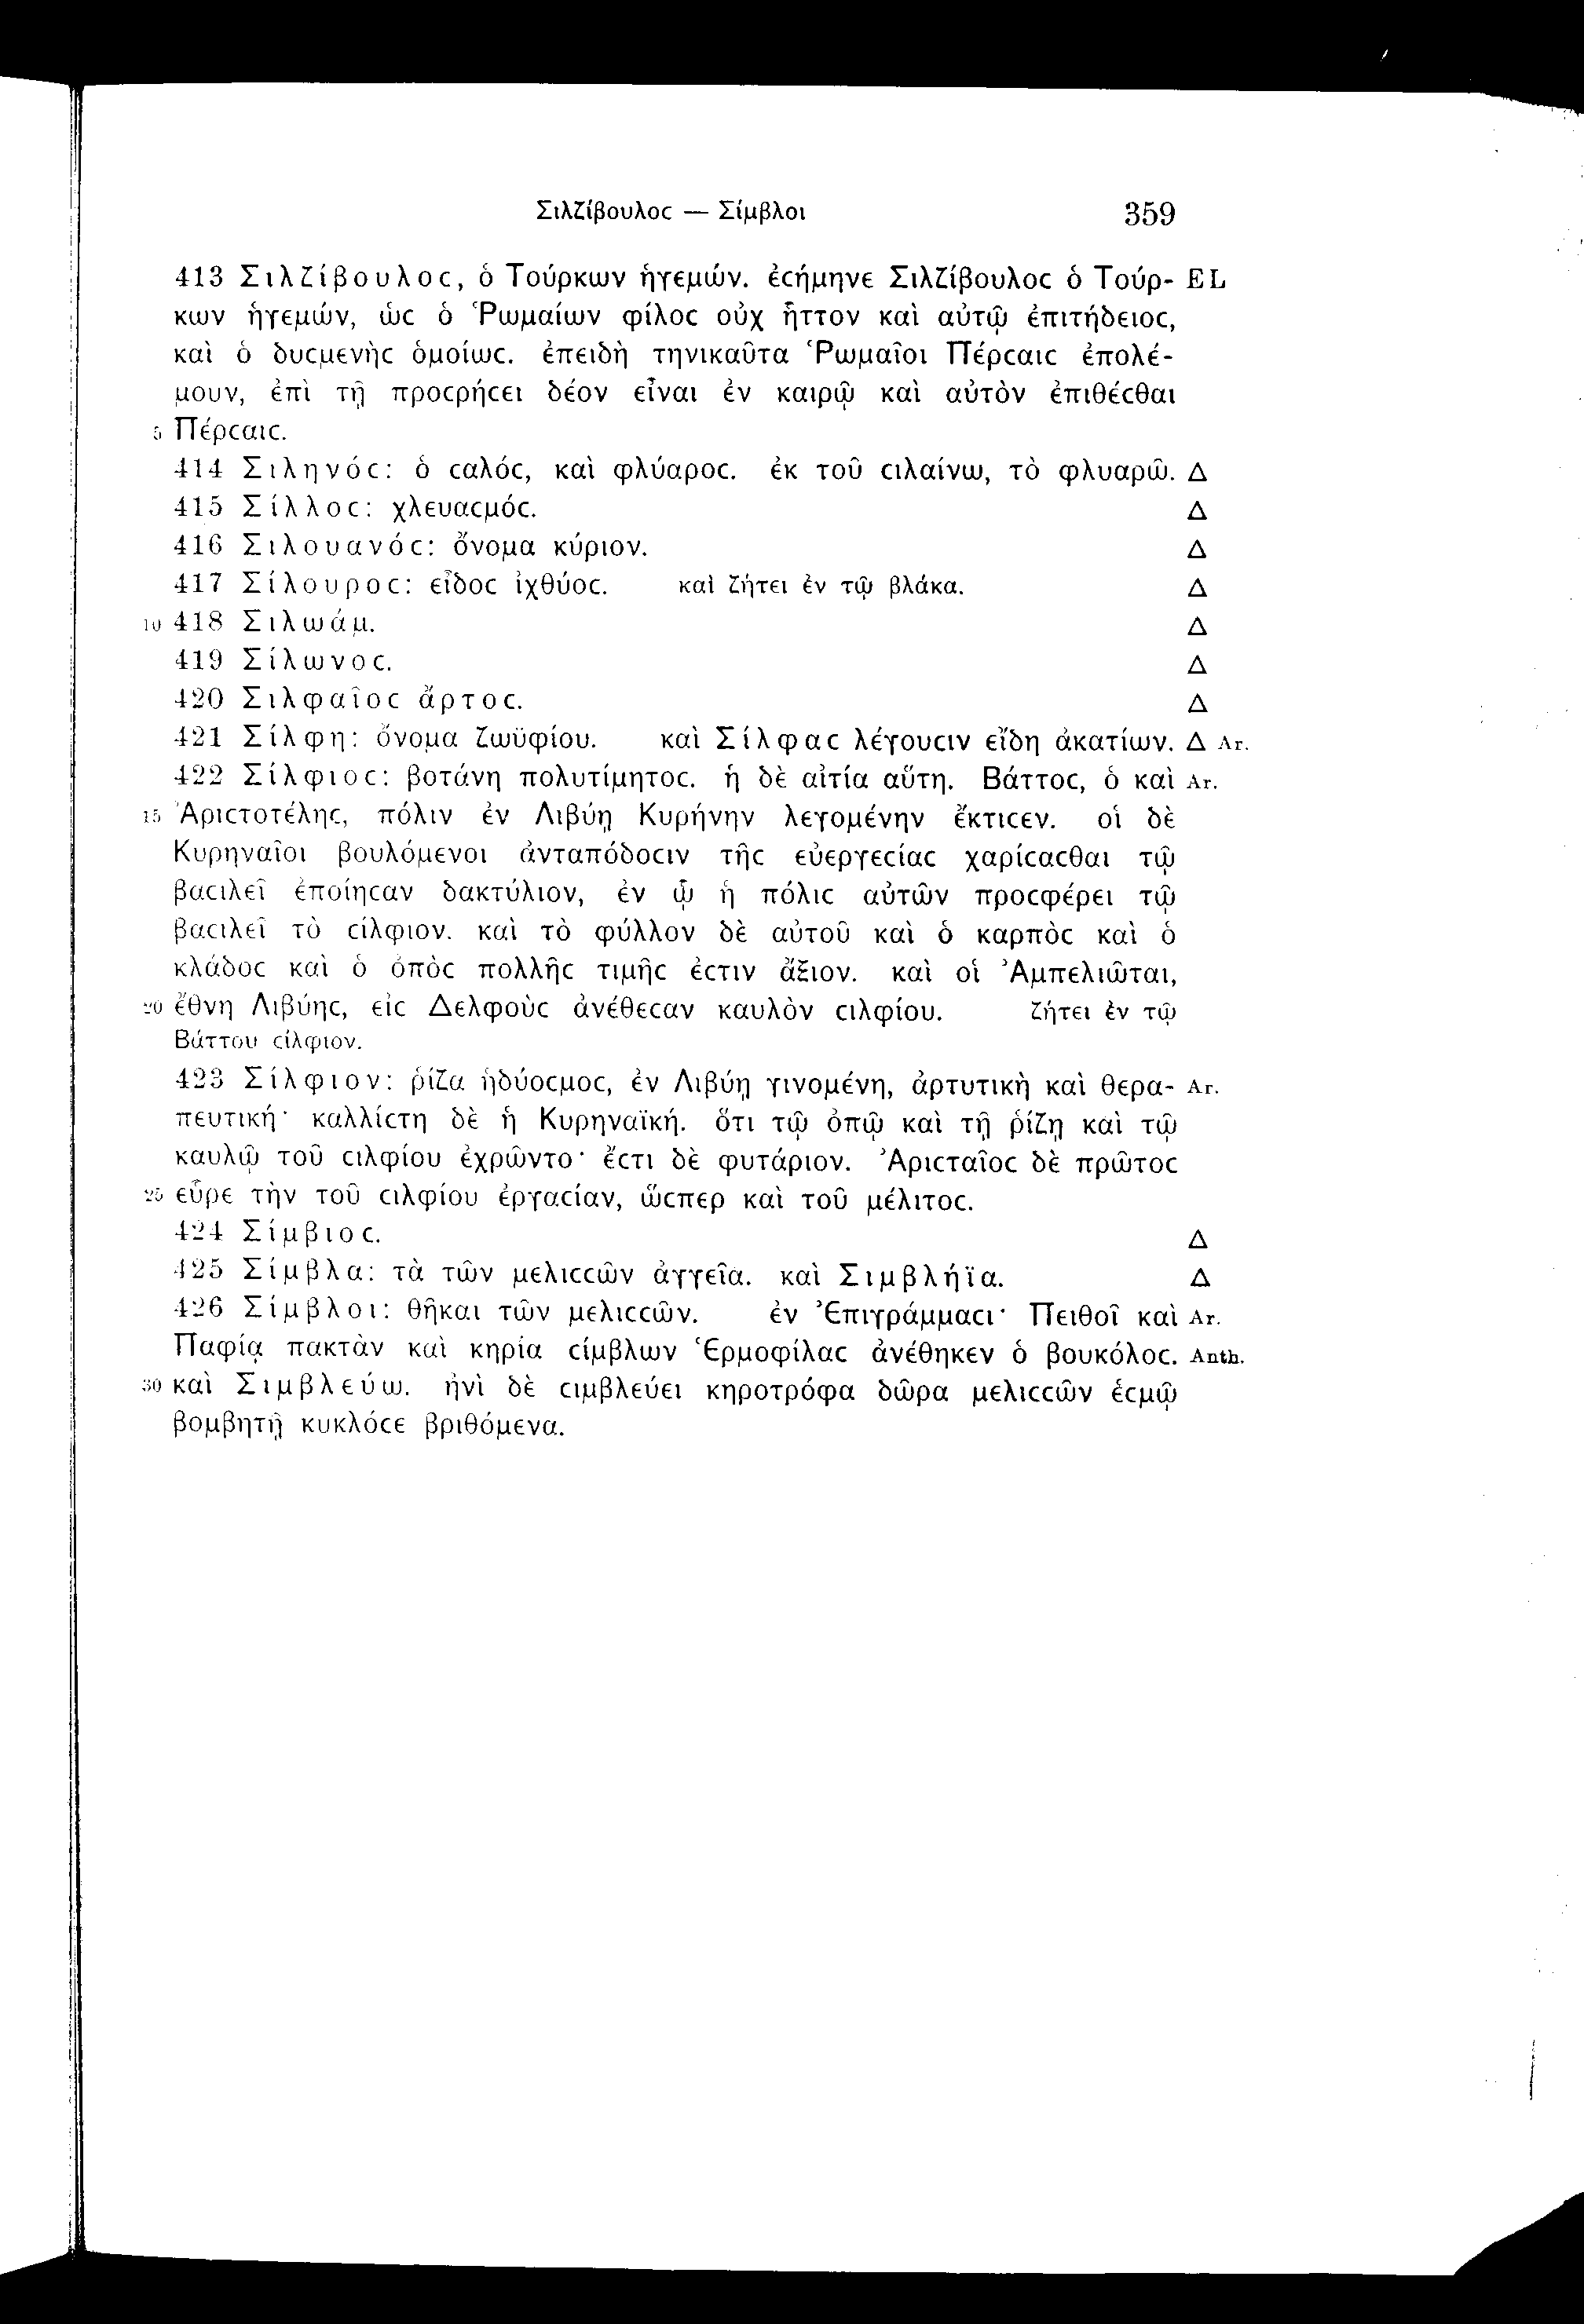 Σιλζίβουλοϲ — Σίμβλοι 359
413 Σιλζίβουλοϲ, ὁ Τούρκων ἡγεμών. ἐϲήμηνε Σιλζίβουλοϲ ὁ Τούρ- EL
κων ἡγεμών, ὡϲ ὁ Ῥωμαίων φίλοϲ οὐχ ἧττον καὶ αὐτῷ ἐπιτήδειοϲ,
καὶ ὁ δυϲμενὴϲ ὁμοίωϲ. ἐπειδὴ τηνικαῦτα Ῥωμαῖοι Πέρϲαιϲ ἐπολέ-
μουν, ἐπὶ τῇ προϲρήϲει δέον εἶναι ἐν καιρῷ καὶ αὐτὸν ἐπιθέϲθαι
5 Πέρϲαιϲ.
414 Σιληνόϲ: ὁ ϲαλόϲ, καὶ φλύαροϲ. ἐκ τοῦ ϲιλαίνω, τὸ φλυαρῶ. Δ
415 Σίλλοϲ: χλευαϲμόϲ. Δ
416 Σιλουανόϲ: ὄνομα κύριον. Δ
417 Σίλουροϲ: εἶδοϲ ἰχθύοϲ. καὶ ζήτει ἐν τῷ βλάκα. Δ
10 418 Σιλωάμ. Δ
419 Σίλωνοϲ. Δ
420 Σιλφαῖοϲ ἄρτοϲ. Δ
421 Σίλφη: ὄνομα ζωϋφίου. καὶ Σίλφαϲ λέγουϲιν εἴδη ἀκατίων. Δ Ar.
422 Σίλφιοϲ: βοτάνη πολυτίμητοϲ. ἡ δὲ αἰτία αὕτη. Βάττοϲ, ὁ καὶ Ar.
15 Ἀριϲτοτέληϲ, πόλιν ἐν Λιβύῃ Κυρήνην λεγομένην ἔκτιϲεν. οἱ δὲ
Κυρηναῖοι βουλόμενοι ἀνταπόδοϲιν τῆϲ εὐεργεϲίαϲ χαρίϲαϲθαι τῷ
βαϲιλεῖ ἐποίηϲαν δακτύλιον, ἐν ᾧ ἡ πόλιϲ αὐτῶν προϲφέρει τῷ
βαϲιλεῖ τὸ ϲίλφιον. καὶ τὸ φύλλον δὲ αὐτοῦ καὶ ὁ καρπὸϲ καὶ ὁ
κλάδοϲ καὶ ὁ ὀπὸϲ πολλῆϲ τιμῆϲ ἐϲτιν ἄξιον. καὶ οἱ Ἀμπελιῶται,
20 ἔθνη Λιβύηϲ, εἰϲ Δελφοὺϲ ἀνέθεϲαν καυλὸν ϲιλφίου. ζήτει ἐν τῷ
Βάττου ϲίλφιον.
423 Σίλφιον: ῥίζα ἡδύοϲμοϲ, ἐν Λιβύῃ γινομένη, ἀρτυτικὴ καὶ θερα- Ar.
πευτική· καλλίϲτη δὲ ἡ Κυρηναϊκή. ὅτι τῷ ὀπῷ καὶ τῇ ῥίζῃ καὶ τῷ
καυλῷ τοῦ ϲιλφίου ἐχρῶντο· ἔϲτι δὲ φυτάριον. Ἀριϲταῖοϲ δὲ πρῶτοϲ
25 εὗρε τὴν τοῦ ϲιλφίου ἐργαϲίαν, ὥϲπερ καὶ τοῦ μέλιτοϲ.
424 Σίμβιοϲ. Δ
425 Σίμβλα: τὰ τῶν μελιϲϲῶν ἀγγεῖα. καὶ Σιμβλήϊα. Δ
426 Σίμβλοι: θῆκαι τῶν μελιϲϲῶν. ἐν Ἐπιγράμμαϲι· Πειθοῖ καὶ Ar.
Παφίᾳ πακτὰν καὶ κηρία ϲίμβλων Ἑρμοφίλαϲ ἀνέθηκεν ὁ βουκόλοϲ. Anth.
30 καὶ Σιμβλεύω. ἠνὶ δὲ ϲιμβλεύει κηροτρόφα δῶρα μελιϲϲῶν ἑϲμῷ
βομβητῇ κυκλόϲε βριθόμενα.